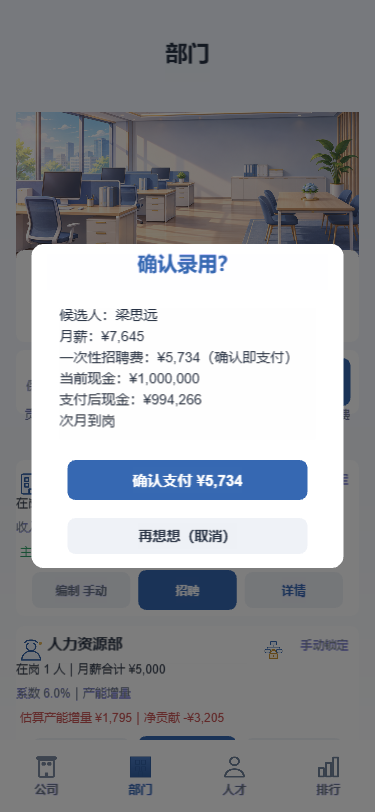 部门
确认录用?
候选人：梁思远
月薪：¥7,645
一次性招聘费：¥5,734（确认即支付）
当前现金：¥1,000,000
支付后现金：¥994,266
次月到岗
确认支付 ¥5,734
再想想（取消）
编制 手动
招聘
详情
人力资源部
手动锁定
在岗 1 人 | 月薪合计 ¥5,000
系数 6.0% | 产能增量
估算产能增量 ¥1,795 | 净贡献 -¥3,205
公司
部门
人才
排行